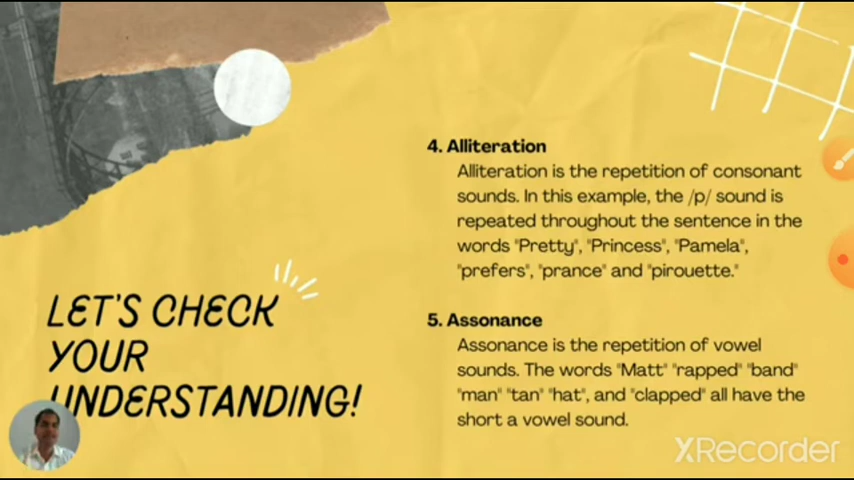 LET'S CHECK
YOUR
UNDERSTANDING!
4. Alliteration
Alliteration is the repetition of consonant
sounds. In this example, the /p/ sound is
repeated throughout the sentence in the
words "Pretty", "Princess", "Pamela",
"prefers", "prance" and "pirouette."
5. Assonance
Assonance is the repetition of vowel
sounds. The words "Matt" "rapped" "band"
"man" "tan" "hat", and "clapped" all have the
short a vowel sound.
XRecorder